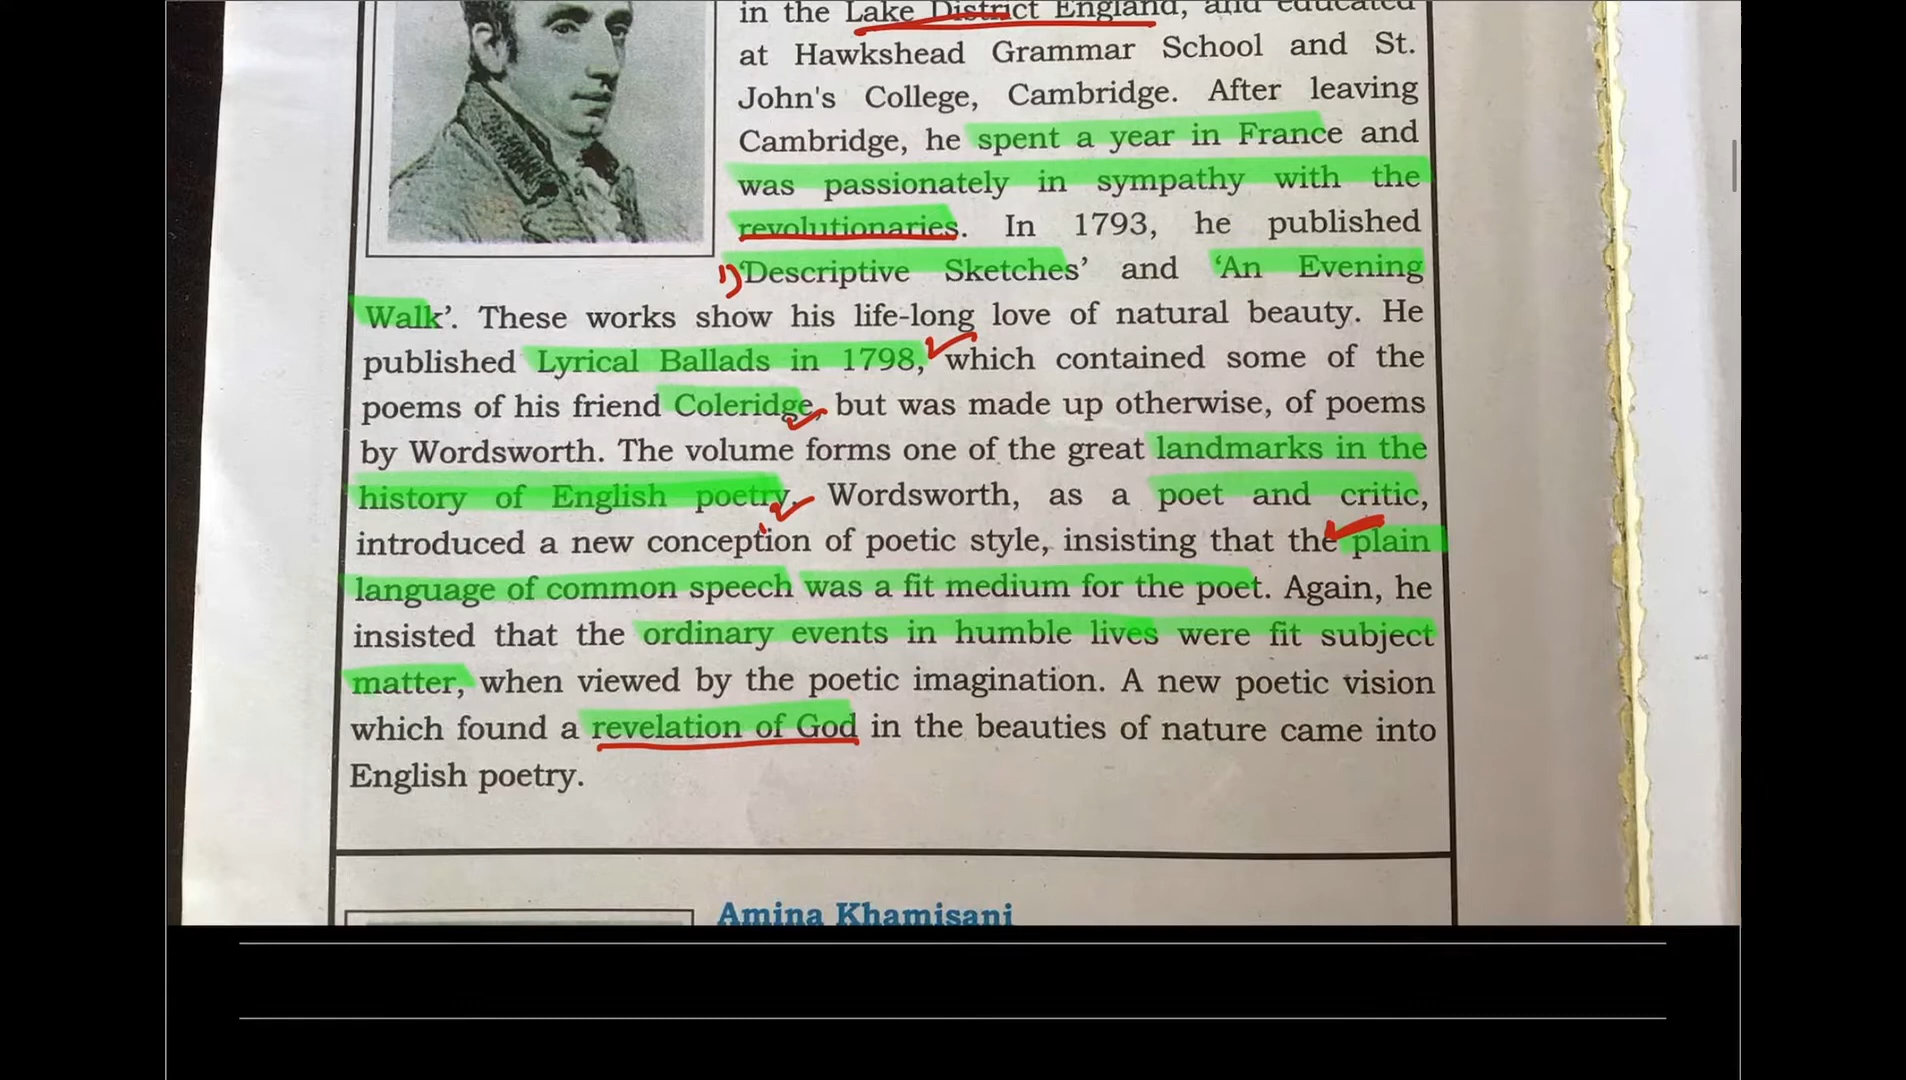 in the Lake District England, and educated
at Hawkshead Grammar School and St.
John's College, Cambridge. After leaving
Cambridge, he spent a year in France and
was passionately in sympathy with the
revolutionaries. In 1793, he published
1) 'Descriptive Sketches' and 'An Evening
Walk'. These works show his life-long love of natural beauty. He
published Lyrical Ballads in 1798, which contained some of the
poems of his friend Coleridge, but was made up otherwise, of poems
by Wordsworth. The volume forms one of the great landmarks in the
history of English poetry. Wordsworth, as a poet and critic,
introduced a new conception of poetic style, insisting that the plain
language of common speech was a fit medium for the poet. Again, he
insisted that the ordinary events in humble lives were fit subject
matter, when viewed by the poetic imagination. A new poetic vision
which found a revelation of God in the beauties of nature came into
English poetry.
Amina Khamisani